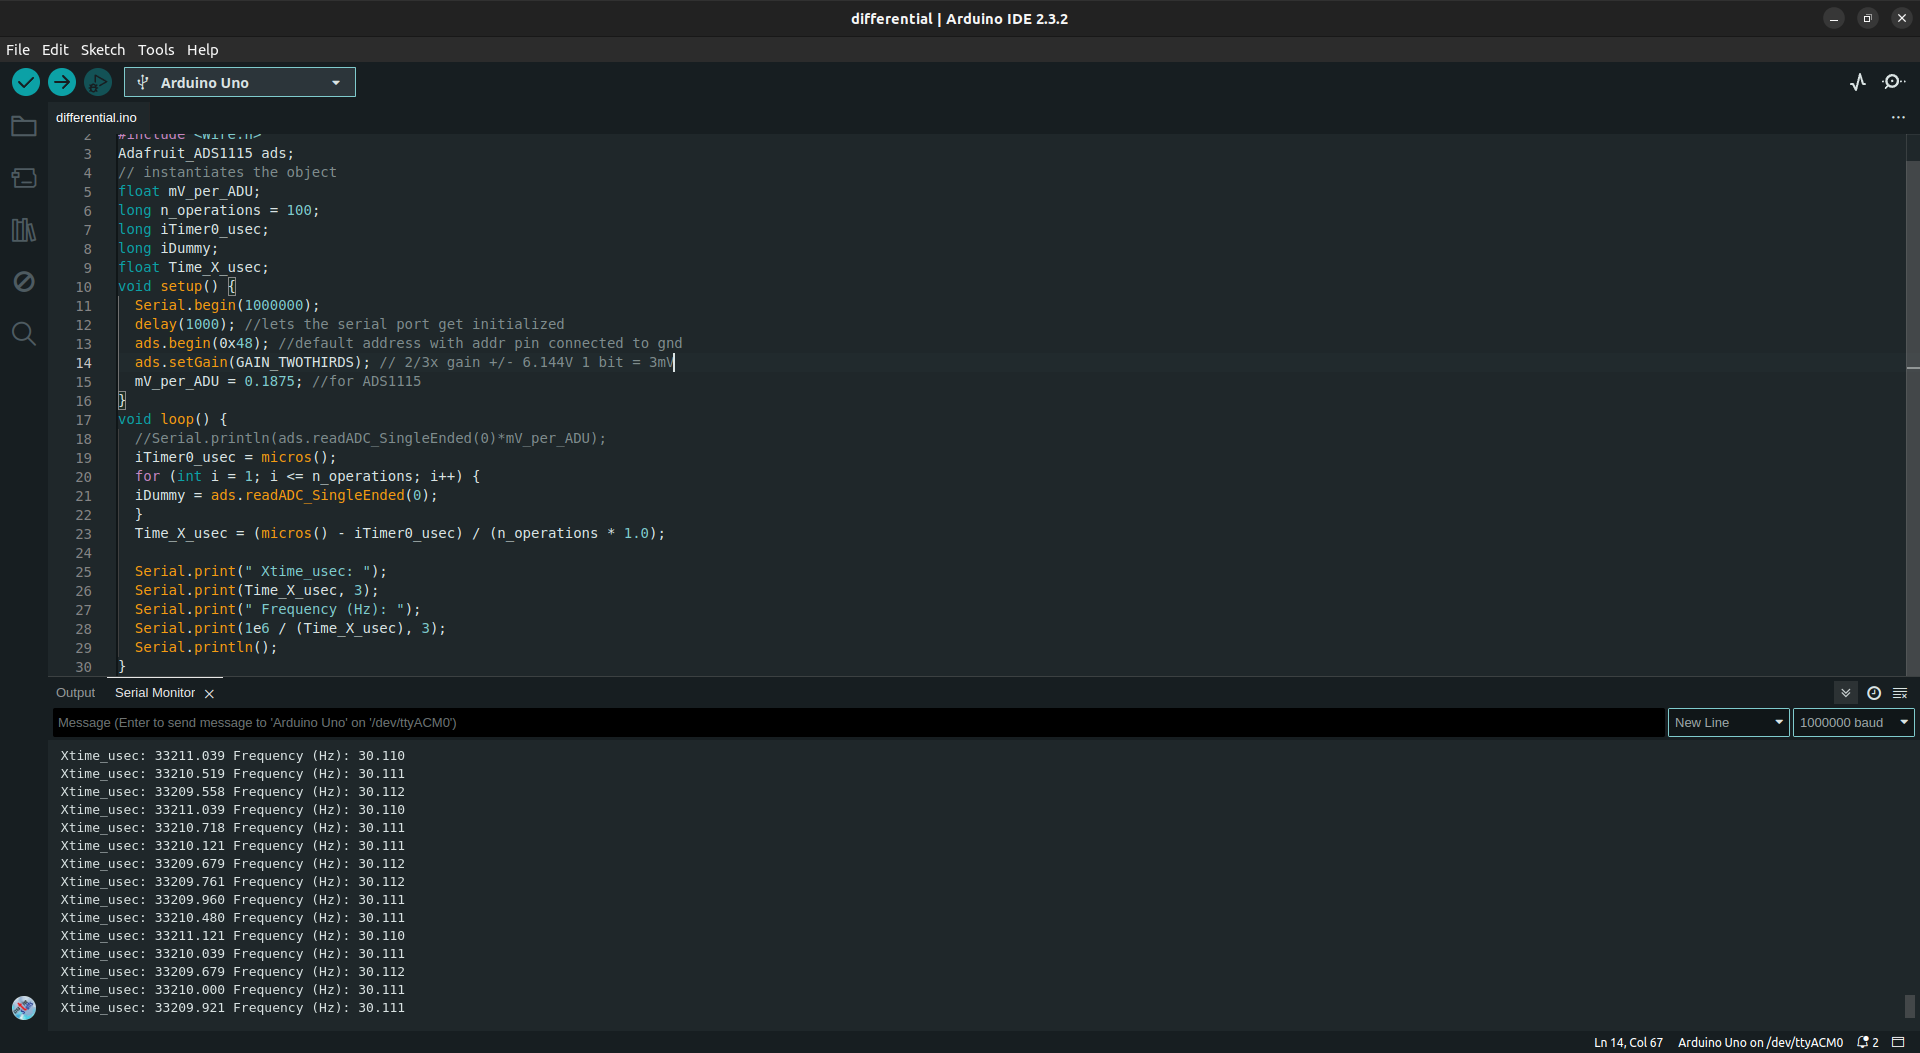 differential | Arduino IDE 2.3.2
File Edit Sketch Tools Help
Arduino Uno
differential.ino
2 #include <Wire.h>
3 Adafruit_ADS1115 ads;
4 // instantiates the object
5 float mV_per_ADU;
6 long n_operations = 100;
7 long iTimer0_usec;
8 long iDummy;
9 float Time_X_usec;
10 void setup() {
11 Serial.begin(1000000);
12 delay(1000); //lets the serial port get initialized
13 ads.begin(0x48); //default address with addr pin connected to gnd
14 ads.setGain(GAIN_TWOTHIRDS); // 2/3x gain +/- 6.144V 1 bit = 3mV
15 mV_per_ADU = 0.1875; //for ADS1115
16 }
17 void loop() {
18 //Serial.println(ads.readADC_SingleEnded(0)*mV_per_ADU);
19 iTimer0_usec = micros();
20 for (int i = 1; i <= n_operations; i++) {
21 iDummy = ads.readADC_SingleEnded(0);
22 }
23 Time_X_usec = (micros() - iTimer0_usec) / (n_operations * 1.0);
24
25 Serial.print(" Xtime_usec: ");
26 Serial.print(Time_X_usec, 3);
27 Serial.print(" Frequency (Hz): ");
28 Serial.print(1e6 / (Time_X_usec), 3);
29 Serial.println();
30 }
Output Serial Monitor
Message (Enter to send message to 'Arduino Uno' on '/dev/ttyACM0') New Line 1000000 baud
Xtime_usec: 33211.039 Frequency (Hz): 30.110
Xtime_usec: 33210.519 Frequency (Hz): 30.111
Xtime_usec: 33209.558 Frequency (Hz): 30.112
Xtime_usec: 33211.039 Frequency (Hz): 30.110
Xtime_usec: 33210.718 Frequency (Hz): 30.111
Xtime_usec: 33210.121 Frequency (Hz): 30.111
Xtime_usec: 33209.679 Frequency (Hz): 30.112
Xtime_usec: 33209.761 Frequency (Hz): 30.112
Xtime_usec: 33209.960 Frequency (Hz): 30.111
Xtime_usec: 33210.480 Frequency (Hz): 30.111
Xtime_usec: 33211.121 Frequency (Hz): 30.110
Xtime_usec: 33210.039 Frequency (Hz): 30.111
Xtime_usec: 33209.679 Frequency (Hz): 30.112
Xtime_usec: 33210.000 Frequency (Hz): 30.111
Xtime_usec: 33209.921 Frequency (Hz): 30.111
Ln 14, Col 67 Arduino Uno on /dev/ttyACM0 2